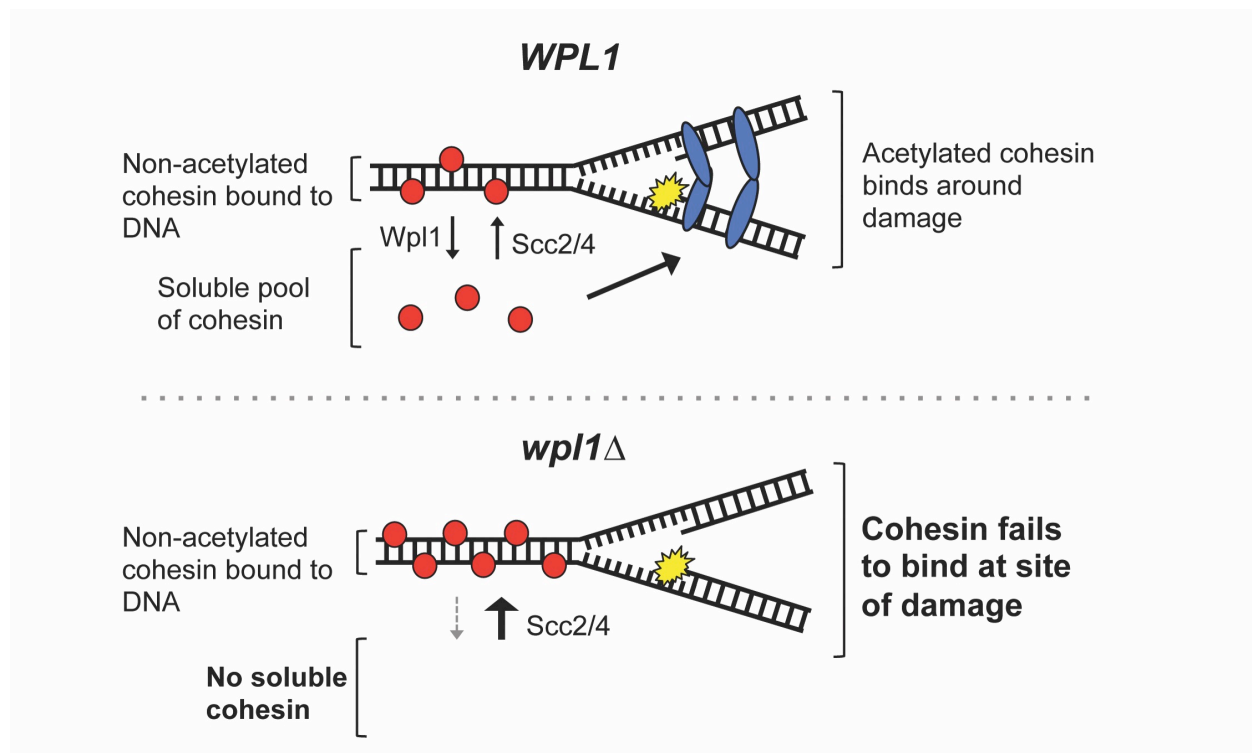 WPL1
Non-acetylated
cohesin bound to
DNA
Wpl1
Scc2/4
Soluble pool
of cohesin
Acetylated cohesin
binds around
damage
wpl1Δ
Non-acetylated
cohesin bound to
DNA
Scc2/4
No soluble
cohesin
Cohesin fails
to bind at site
of damage